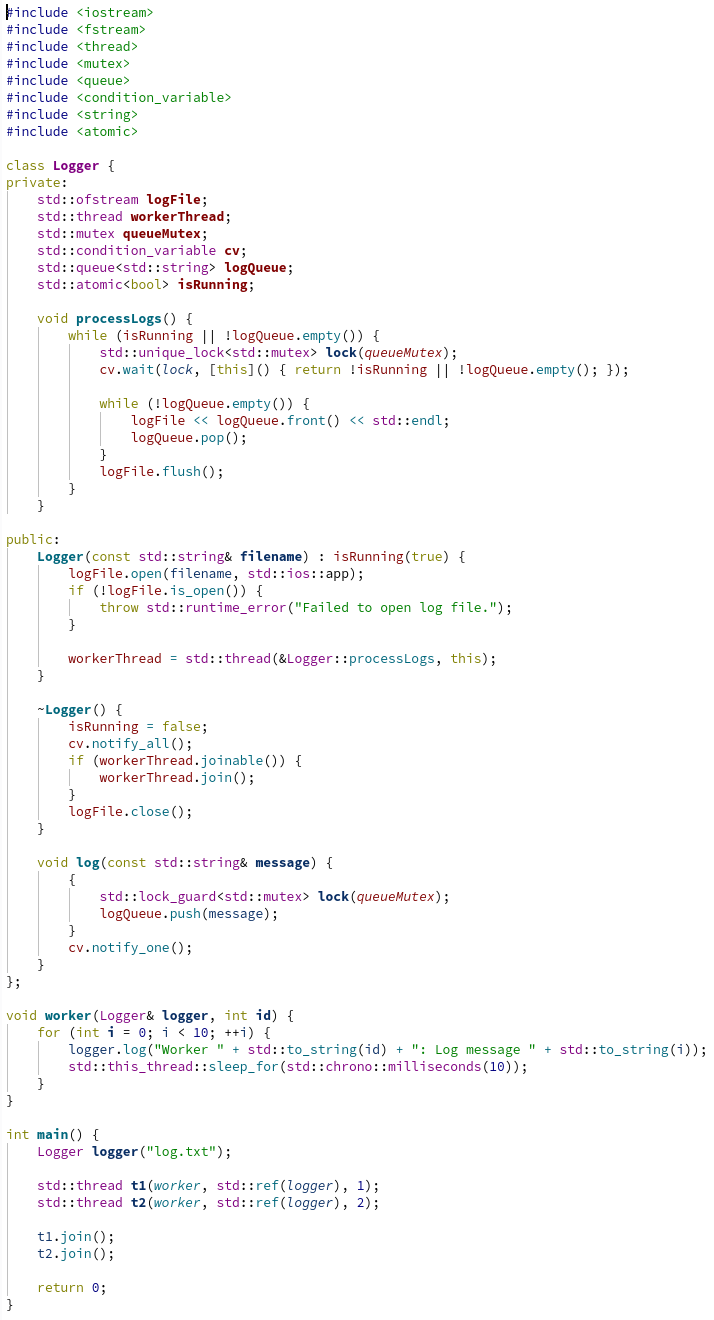 #include <iostream>
#include <fstream>
#include <thread>
#include <mutex>
#include <queue>
#include <condition_variable>
#include <string>
#include <atomic>

class Logger {
private:
    std::ofstream logFile;
    std::thread workerThread;
    std::mutex queueMutex;
    std::condition_variable cv;
    std::queue<std::string> logQueue;
    std::atomic<bool> isRunning;

    void processLogs() {
        while (isRunning || !logQueue.empty()) {
            std::unique_lock<std::mutex> lock(queueMutex);
            cv.wait(lock, [this]() { return !isRunning || !logQueue.empty(); });

            while (!logQueue.empty()) {
                logFile << logQueue.front() << std::endl;
                logQueue.pop();
            }
            logFile.flush();
        }
    }

public:
    Logger(const std::string& filename) : isRunning(true) {
        logFile.open(filename, std::ios::app);
        if (!logFile.is_open()) {
            throw std::runtime_error("Failed to open log file.");
        }

        workerThread = std::thread(&Logger::processLogs, this);
    }

    ~Logger() {
        isRunning = false;
        cv.notify_all();
        if (workerThread.joinable()) {
            workerThread.join();
        }
        logFile.close();
    }

    void log(const std::string& message) {
        {
            std::lock_guard<std::mutex> lock(queueMutex);
            logQueue.push(message);
        }
        cv.notify_one();
    }
};

void worker(Logger& logger, int id) {
    for (int i = 0; i < 10; ++i) {
        logger.log("Worker " + std::to_string(id) + ": Log message " + std::to_string(i));
        std::this_thread::sleep_for(std::chrono::milliseconds(10));
    }
}

int main() {
    Logger logger("log.txt");

    std::thread t1(worker, std::ref(logger), 1);
    std::thread t2(worker, std::ref(logger), 2);

    t1.join();
    t2.join();

    return 0;
}